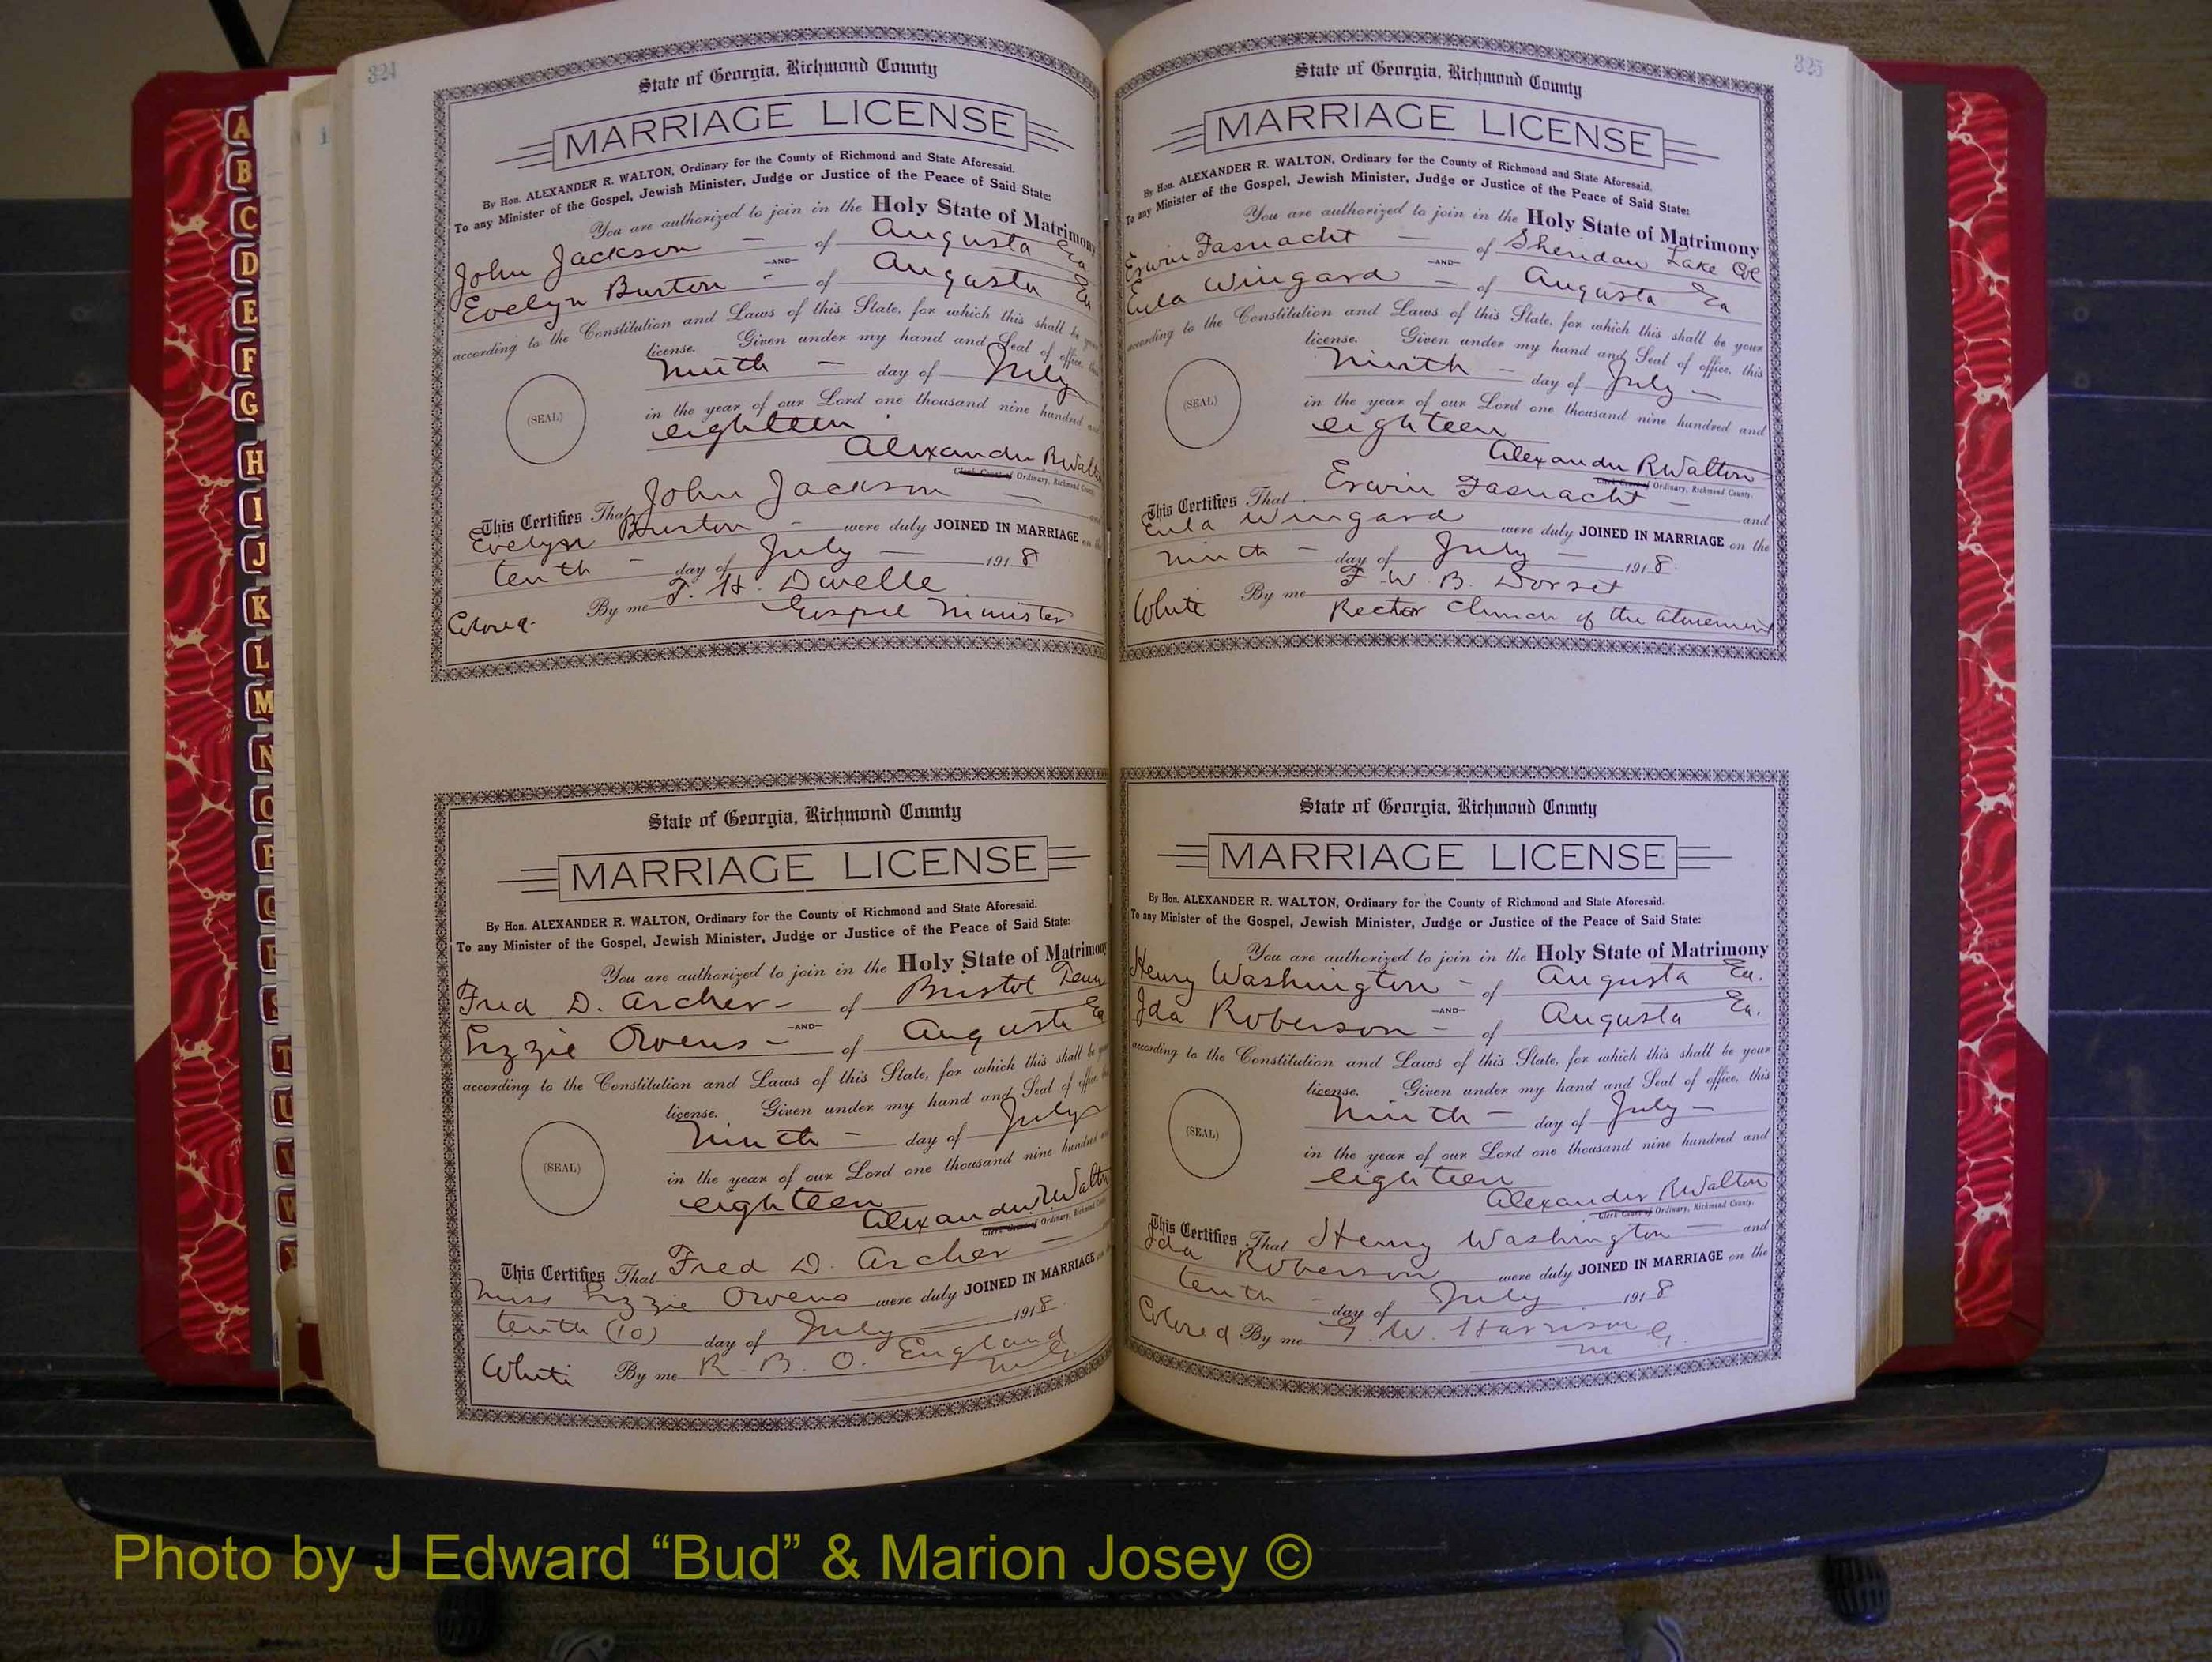 324
State of Georgia, Richmond County
MARRIAGE LICENSE
By Hon. ALEXANDER R. WALTON, Ordinary for the County of Richmond and State Aforesaid.
To any Minister of the Gospel, Jewish Minister, Judge or Justice of the Peace of Said State:
You are authorized to join in the Holy State of Matrimony
John Jackson — of Augusta Ga
—AND—
Evelyn Burton - of Augusta Ga
according to the Constitution and Laws of this State, for which this shall be your
license. Given under my hand and Seal of office, this
ninth — day of July
(SEAL)
in the year of our Lord one thousand nine hundred and
eighteen
Alexander R Walton
Clerk Court of Ordinary, Richmond County.
This Certifies That John Jackson — and
Evelyn Burton - were duly JOINED IN MARRIAGE on the
tenth — day of July — 1918
Colored By me J. H. Dwelle
Gospel Minister
State of Georgia, Richmond County
MARRIAGE LICENSE
By Hon. ALEXANDER R. WALTON, Ordinary for the County of Richmond and State Aforesaid.
To any Minister of the Gospel, Jewish Minister, Judge or Justice of the Peace of Said State:
You are authorized to join in the Holy State of Matrimony
Fred D. Archer - of Bristol Tenn
—AND—
Lizzie Owens - of Augusta Ga
according to the Constitution and Laws of this State, for which this shall be your
license. Given under my hand and Seal of office, this
ninth - day of July
(SEAL)
in the year of our Lord one thousand nine hundred and
eighteen
Alexander R Walton
Clerk Court of Ordinary, Richmond County
This Certifies That Fred D. Archer —
Miss Lizzie Owens were duly JOINED IN MARRIAGE on
tenth (10) day of July 1918
White By me R. B. O. England
M G
325
State of Georgia, Richmond County
MARRIAGE LICENSE
By Hon. ALEXANDER R. WALTON, Ordinary for the County of Richmond and State Aforesaid.
To any Minister of the Gospel, Jewish Minister, Judge or Justice of the Peace of Said State:
You are authorized to join in the Holy State of Matrimony
Erwin Fasnacht — of Sheridan Lake Col
—AND—
Eula Wingard — of Augusta Ga
according to the Constitution and Laws of this State, for which this shall be your
license. Given under my hand and Seal of office, this
ninth - day of July —
(SEAL)
in the year of our Lord one thousand nine hundred and
eighteen
Alexander R Walton
Clerk Court of Ordinary, Richmond County.
This Certifies That Erwin Fasnacht — and
Eula Wingard were duly JOINED IN MARRIAGE on the
ninth - day of July — 1918
White By me F. W. B. Dorset
Rector Church of the Atonement
State of Georgia, Richmond County
MARRIAGE LICENSE
By Hon. ALEXANDER R. WALTON, Ordinary for the County of Richmond and State Aforesaid.
To any Minister of the Gospel, Jewish Minister, Judge or Justice of the Peace of Said State:
You are authorized to join in the Holy State of Matrimony
Henry Washington - of Augusta Ga.
—AND—
Ida Roberson - of Augusta Ga.
according to the Constitution and Laws of this State, for which this shall be your
license. Given under my hand and Seal of office, this
ninth - day of July -
(SEAL)
in the year of our Lord one thousand nine hundred and
eighteen
Alexander R Walton
Clerk Court of Ordinary, Richmond County.
This Certifies That Henry Washington — and
Ida Roberson were duly JOINED IN MARRIAGE on the
tenth - day of July 1918
Colored By me W. Harrison
M G.
A
B
C
D
E
F
G
H
I
J
K
L
M
N
O
P
Q
R
S
T
U
V
W
Photo by J Edward “Bud” & Marion Josey ©